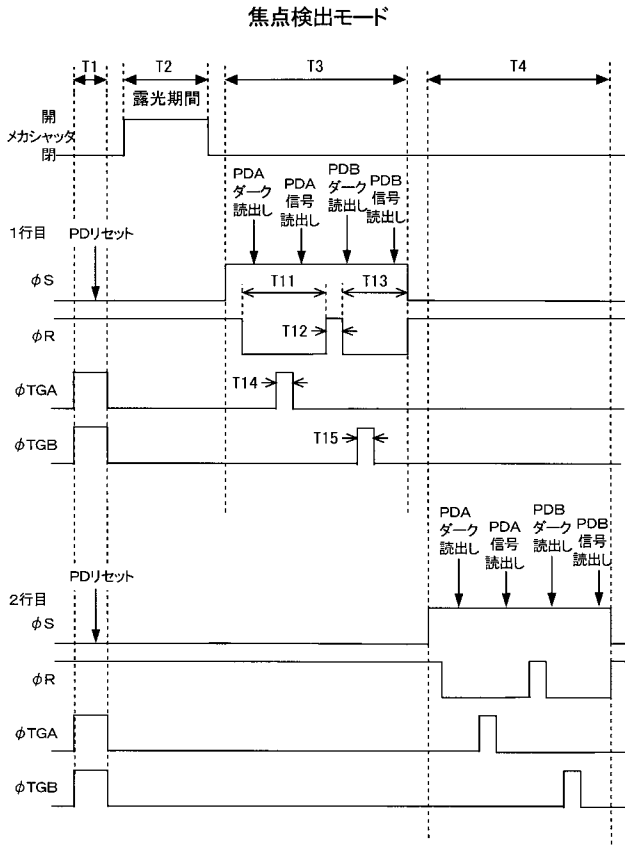 焦点検出モード
T1
T2
T3
T4
露光期間
開
メカシャッタ
閉
PDA
ダーク
読出し
PDA
信号
読出し
PDB
ダーク
読出し
PDB
信号
読出し
1行目
PDリセット
φS
T11
T13
φR
T12
φTGA
T14
φTGB
T15
PDA
ダーク
読出し
PDA
信号
読出し
PDB
ダーク
読出し
PDB
信号
読出し
PDリセット
2行目
φS
φR
φTGA
φTGB